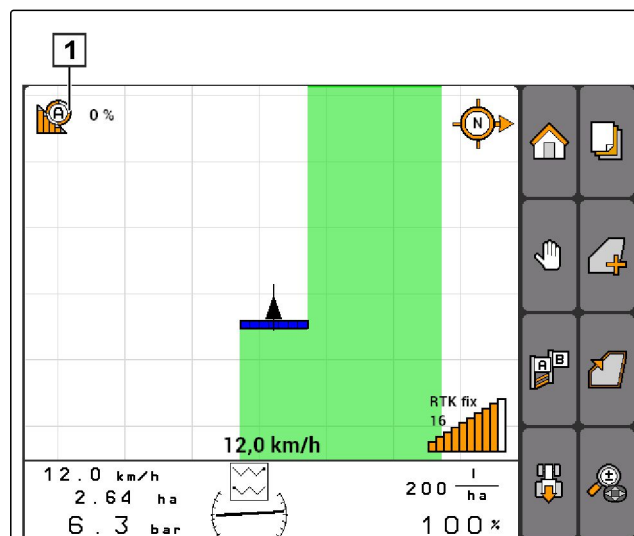 1
A
0 %
N
RTK fix
16
12,0 km/h
A B
12.0 km/h
2.64 ha
6.3 bar
200 l/ha
100 %